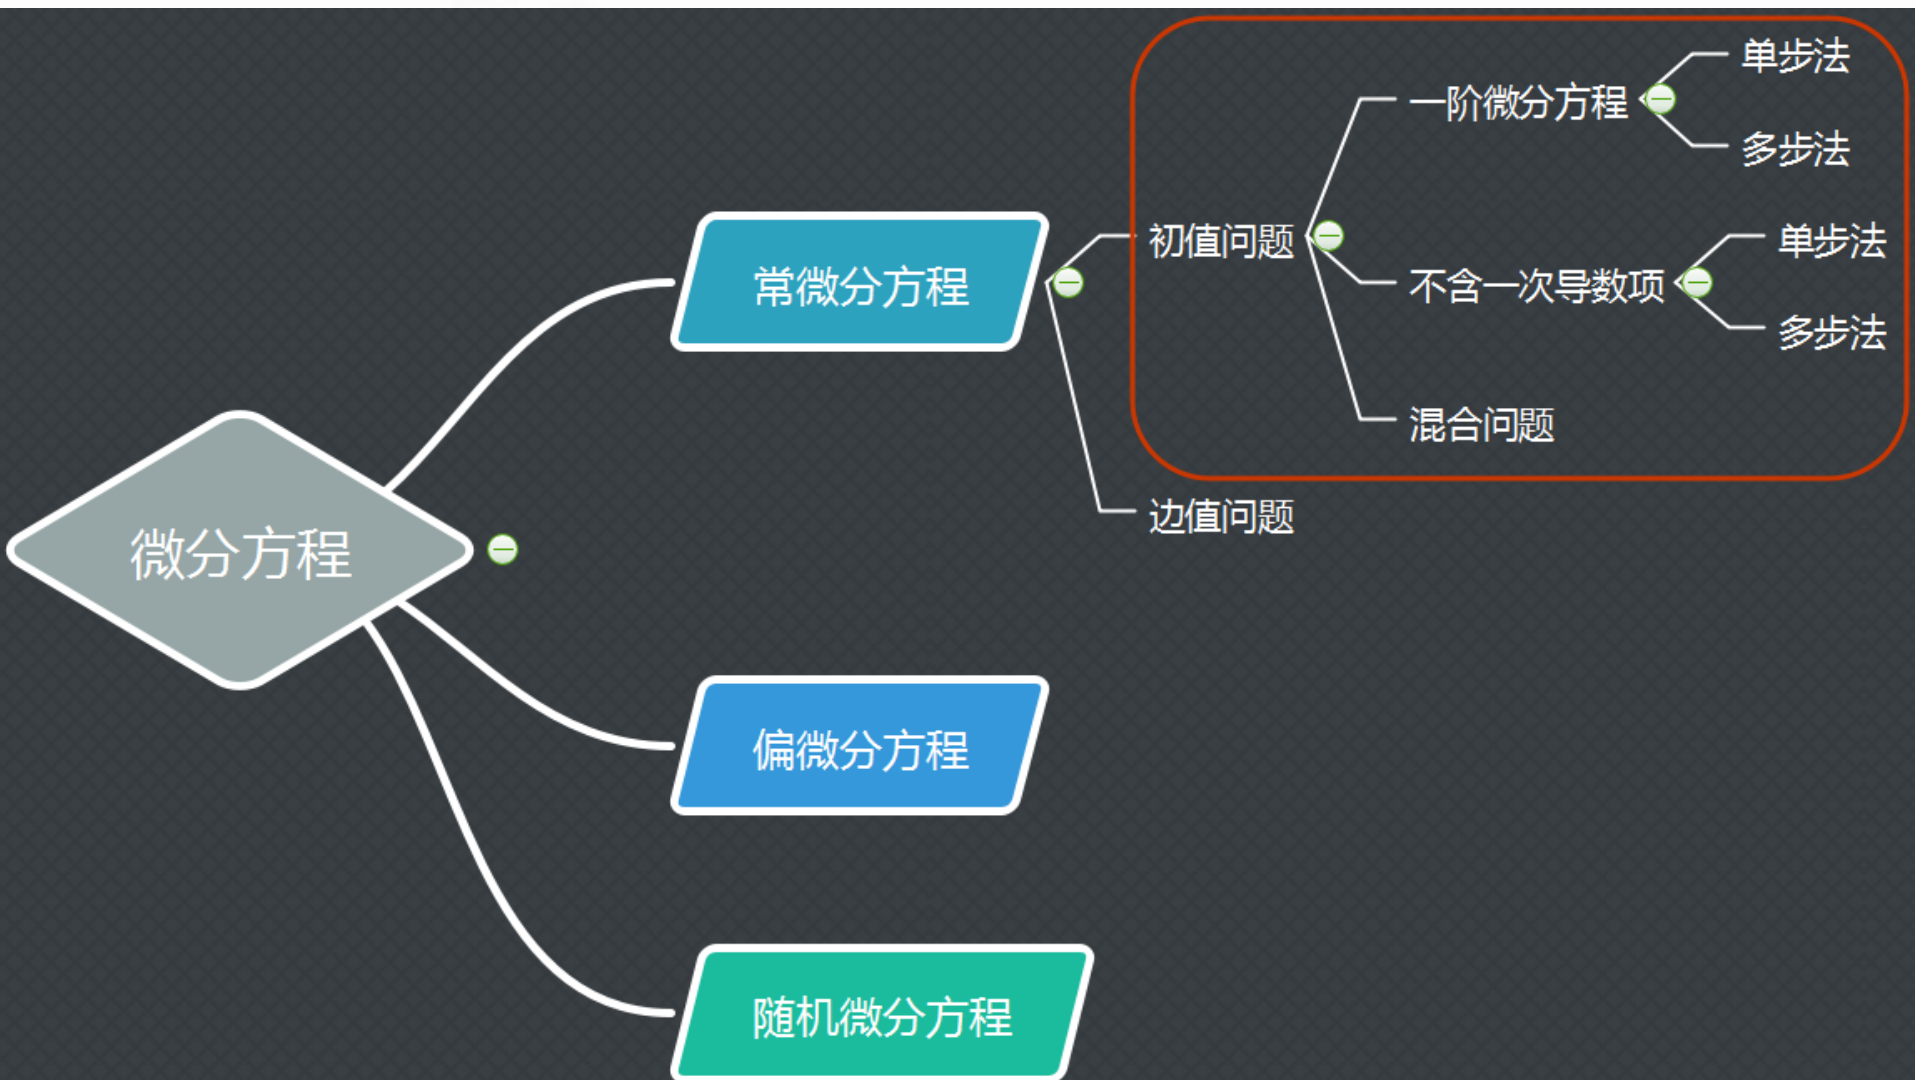 微分方程
常微分方程
初值问题
一阶微分方程
单步法
多步法
不含一次导数项
单步法
多步法
混合问题
边值问题
偏微分方程
随机微分方程